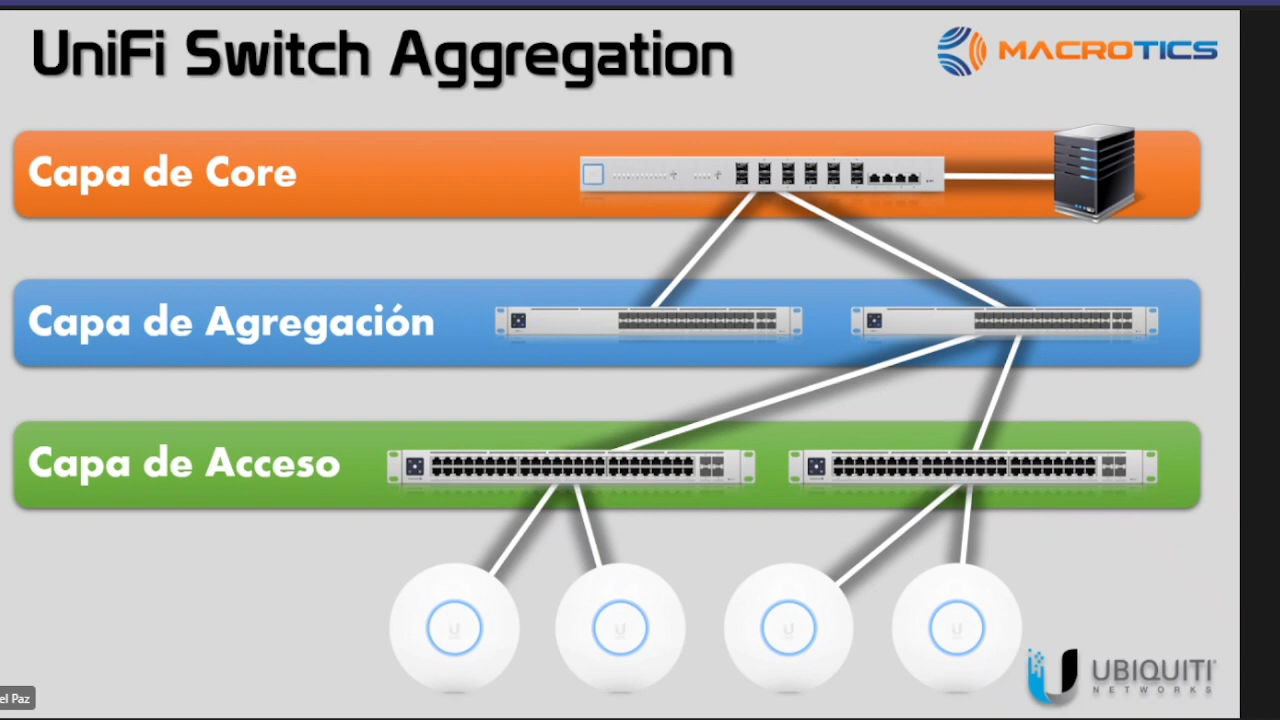 UniFi Switch Aggregation
MACROTICS
Capa de Core
Capa de Agregación
Capa de Acceso
UBIQUITI
NETWORKS
el Paz